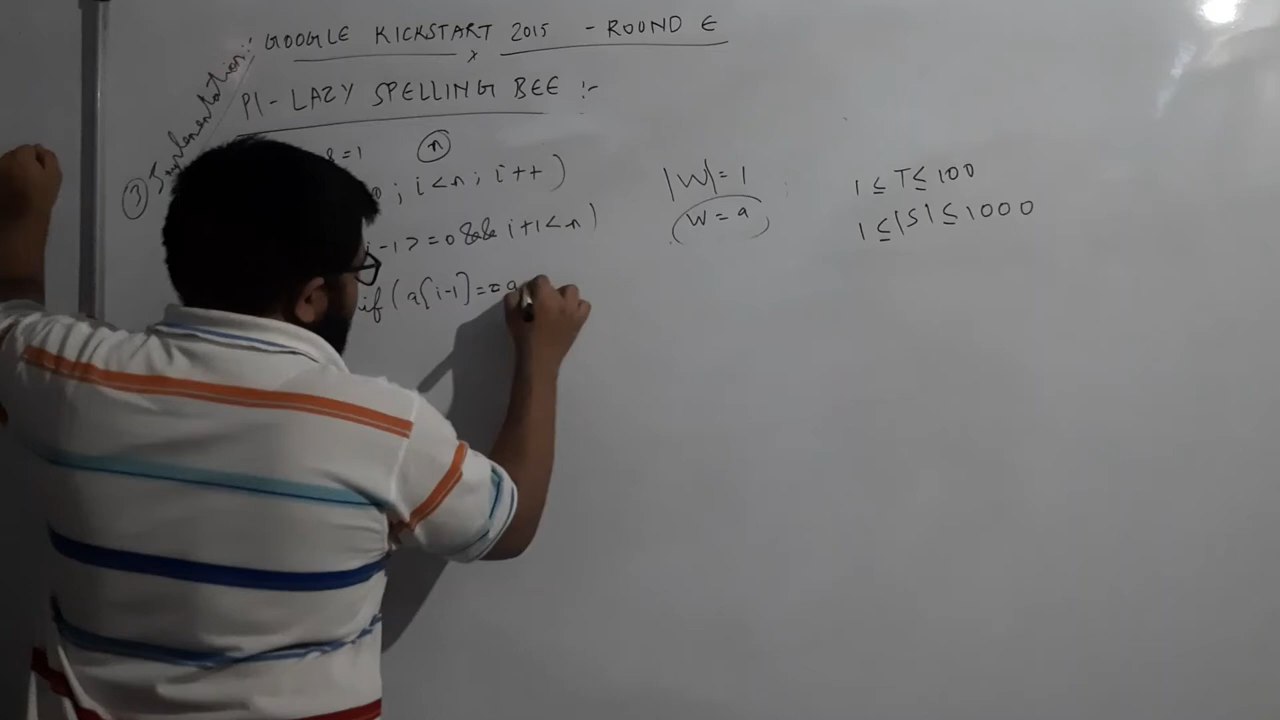 GOOGLE KICKSTART 2015 - ROUND E
x
P1 - LAZY SPELLING BEE :-
③ Implementation:-
=1
n
; i<n; i++)
i-1>=0 && i+1<n)
if (a[i-1]==a
|W|=1
W=a
1≤T≤100
1≤|S|≤1000